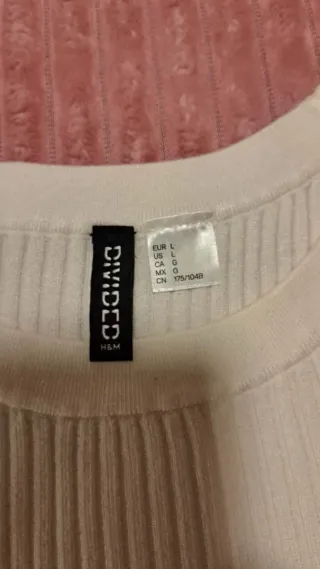 DIVIDED
H&M
EUR L
US L
CA G
MX G
CN 175/104B